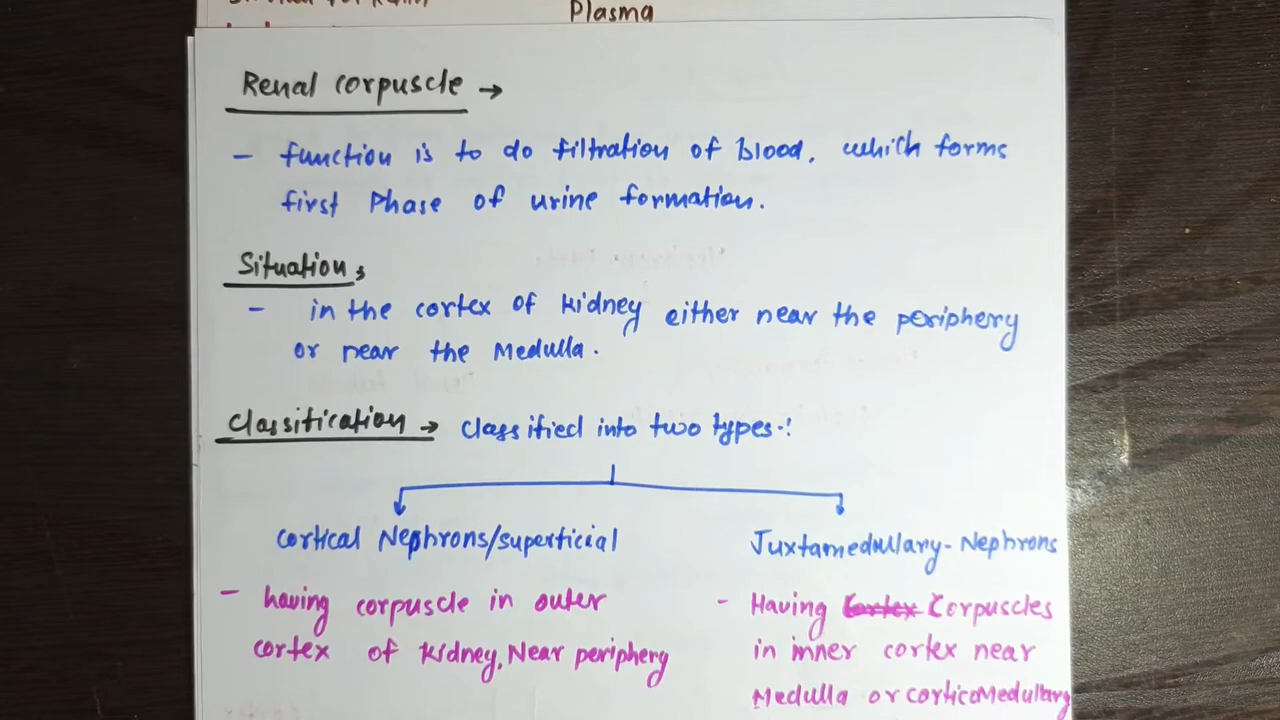 Plasma
Renal corpuscle →
- function is to do filtration of blood, which forms
first Phase of urine formation.
Situation,
- in the cortex of kidney either near the periphery
or near the Medulla.
Classification → classified into two types-:
cortical Nephrons/superficial
Juxtamedullary-Nephrons
- having corpuscle in outer
cortex of kidney, Near periphery
- Having Cortex Corpuscles
in inner cortex near
Medulla or corticoMedullary